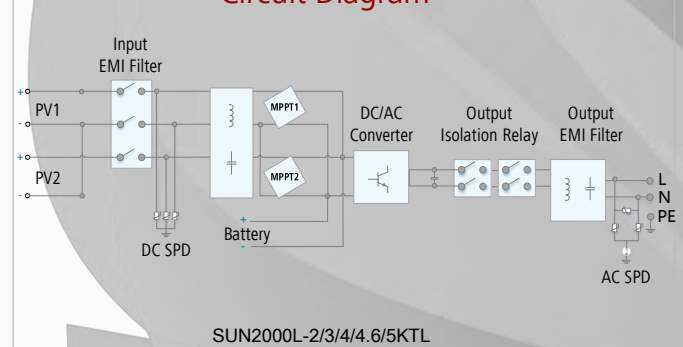 Circuit Diagram
Input
EMI Filter
+
PV1
-
+
PV2
-
DC SPD
MPPT1
MPPT2
+
Battery
-
DC/AC
Converter
Output
Isolation Relay
Output
EMI Filter
L
N
PE
AC SPD
SUN2000L-2/3/4/4.6/5KTL